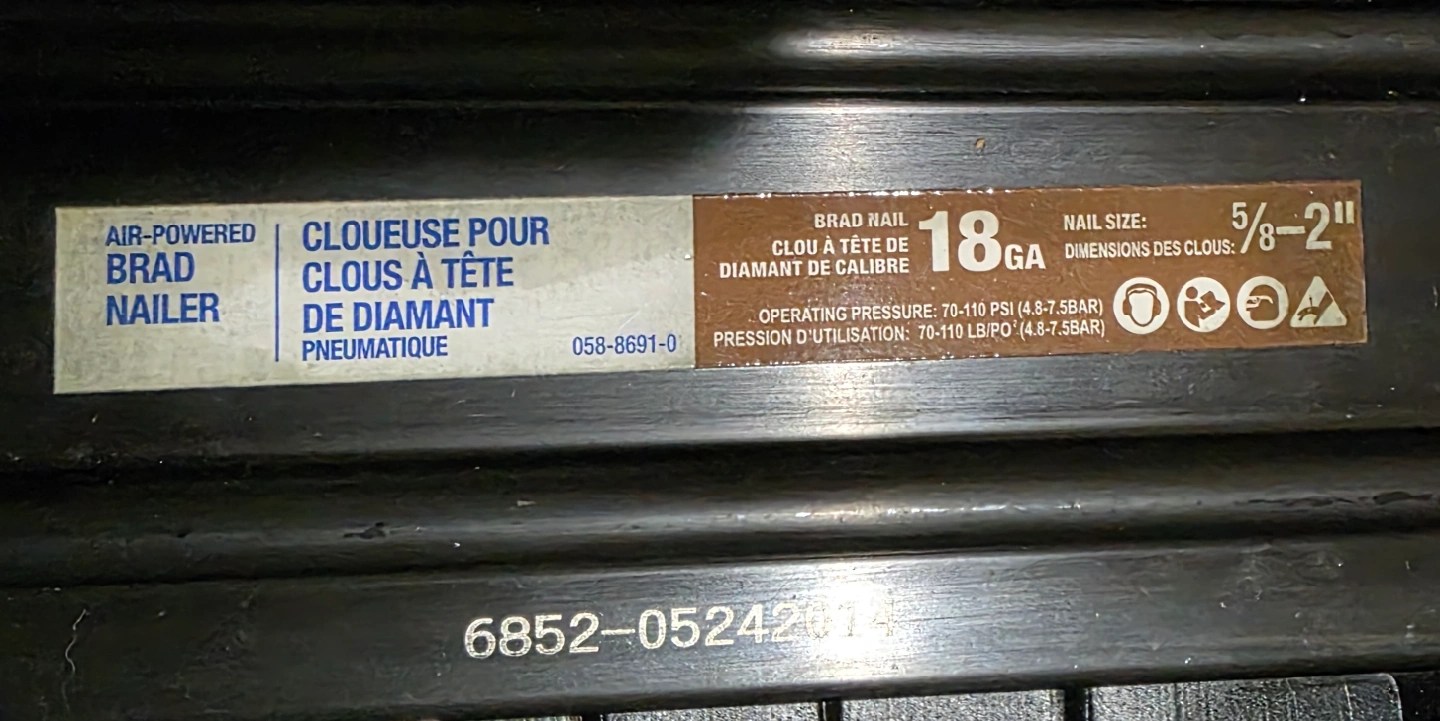 AIR-POWERED
BRAD
NAILER
CLOUEUSE POUR
CLOUS À TÊTE
DE DIAMANT
PNEUMATIQUE
058-8691-0
BRAD NAIL
CLOU À TÊTE DE
DIAMANT DE CALIBRE
18GA
NAIL SIZE:
DIMENSIONS DES CLOUS:
5/8–2"
OPERATING PRESSURE: 70-110 PSI (4.8-7.5BAR)
PRESSION D'UTILISATION: 70-110 LB/PO² (4.8-7.5BAR)
6852-05242014